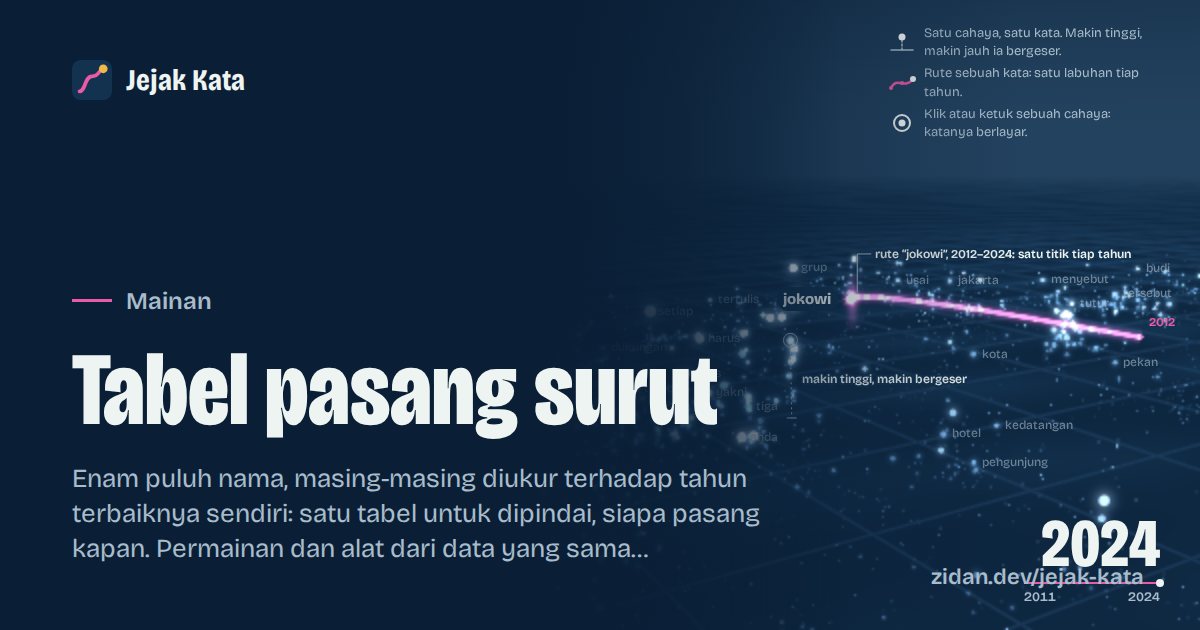 Jejak Kata
Satu cahaya, satu kata. Makin tinggi,
makin jauh ia bergeser.
Rute sebuah kata: satu labuhan tiap
tahun.
Klik atau ketuk sebuah cahaya:
katanya berlayar.
rute “jokowi”, 2012–2024: satu titik tiap tahun
grup
usai
jakarta
menyebut
budi
tersebut
tertulis
jokowi
tutur
2012
setiap
harus
dukungan
kota
pekan
makin tinggi, makin bergeser
yakni
tiga
hotel
kedatangan
pengunjung
Mainan
Tabel pasang surut
Enam puluh nama, masing-masing diukur terhadap tahun
terbaiknya sendiri: satu tabel untuk dipindai, siapa pasang
kapan. Permainan dan alat dari data yang sama...
2024
zidan.dev/jejak-kata
2011
2024